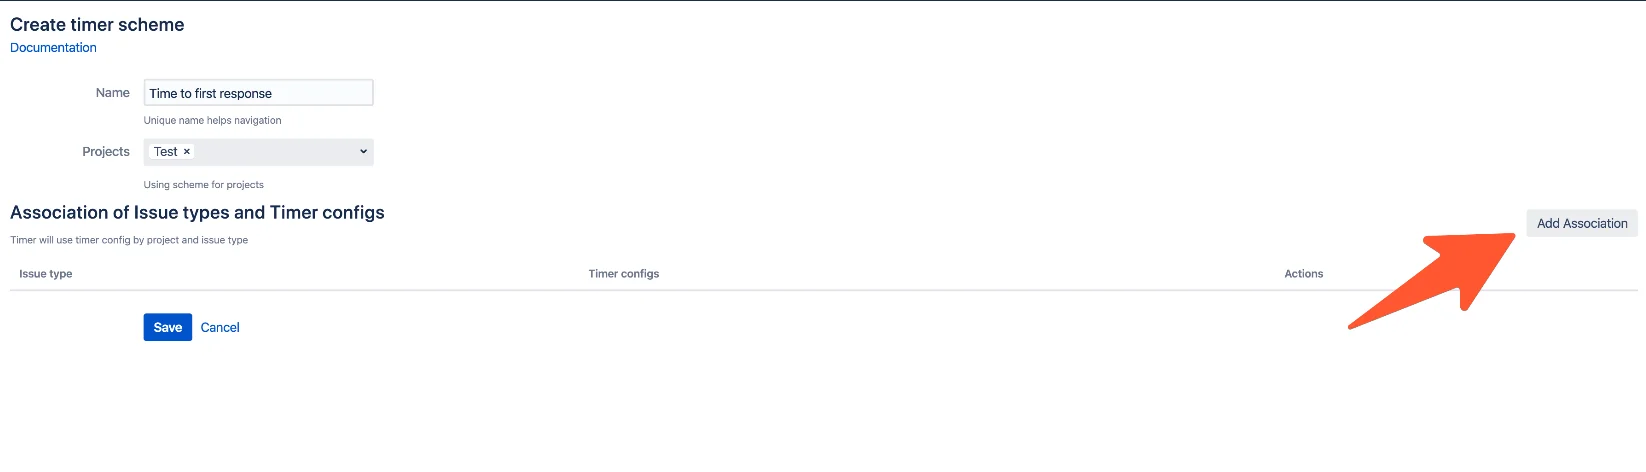 Create timer scheme
Documentation
Name
Time to first response
Unique name helps navigation
Projects
Test ×
Using scheme for projects
Association of Issue types and Timer configs
Add Association
Timer will use timer config by project and issue type
Issue type Timer configs Actions
Save Cancel